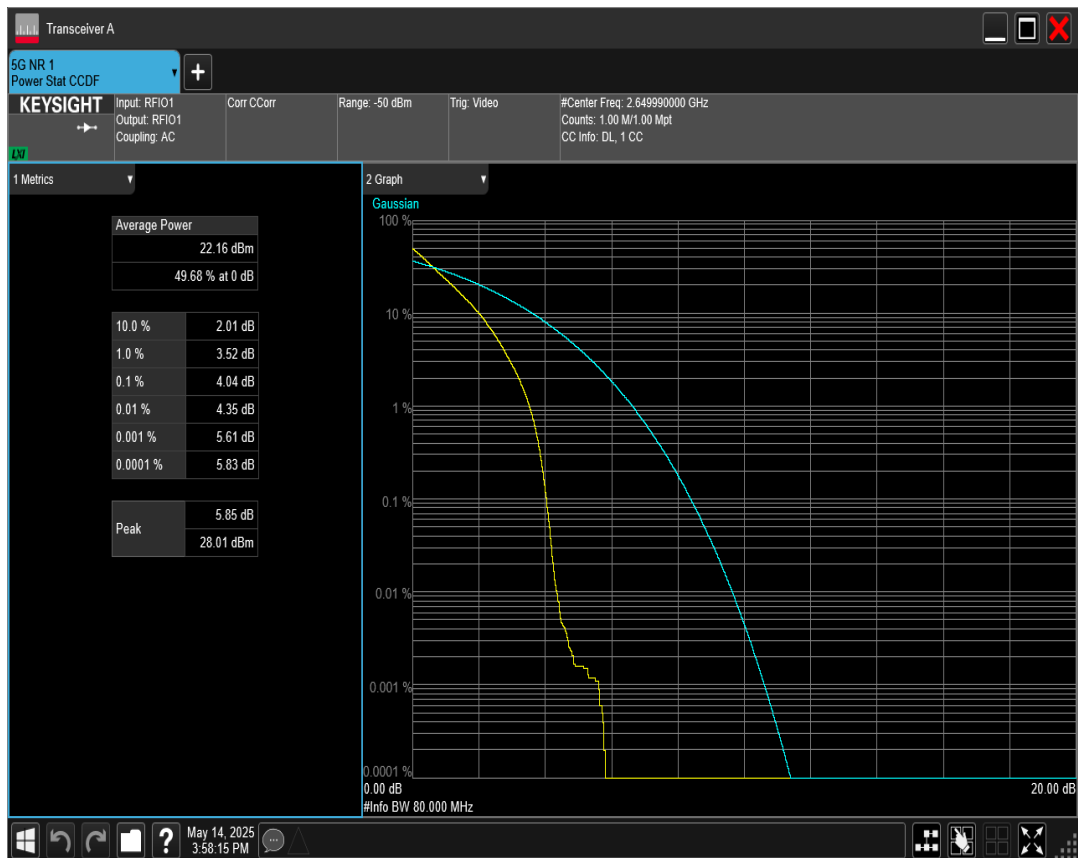 Transceiver A
5G NR 1
Power Stat CCDF
+
KEYSIGHT
LXI
Input: RFIO1
Output: RFIO1
Coupling: AC
Corr CCorr
Range: -50 dBm
Trig: Video
#Center Freq: 2.649990000 GHz
Counts: 1.00 M/1.00 Mpt
CC Info: DL, 1 CC
1 Metrics
Average Power
22.16 dBm
49.68 % at 0 dB
10.0 % 2.01 dB
1.0 % 3.52 dB
0.1 % 4.04 dB
0.01 % 4.35 dB
0.001 % 5.61 dB
0.0001 % 5.83 dB
Peak
5.85 dB
28.01 dBm
2 Graph
Gaussian
100 %
10 %
1 %
0.1 %
0.01 %
0.001 %
0.0001 %
0.00 dB 20.00 dB
#Info BW 80.000 MHz
?
May 14, 2025
3:58:15 PM